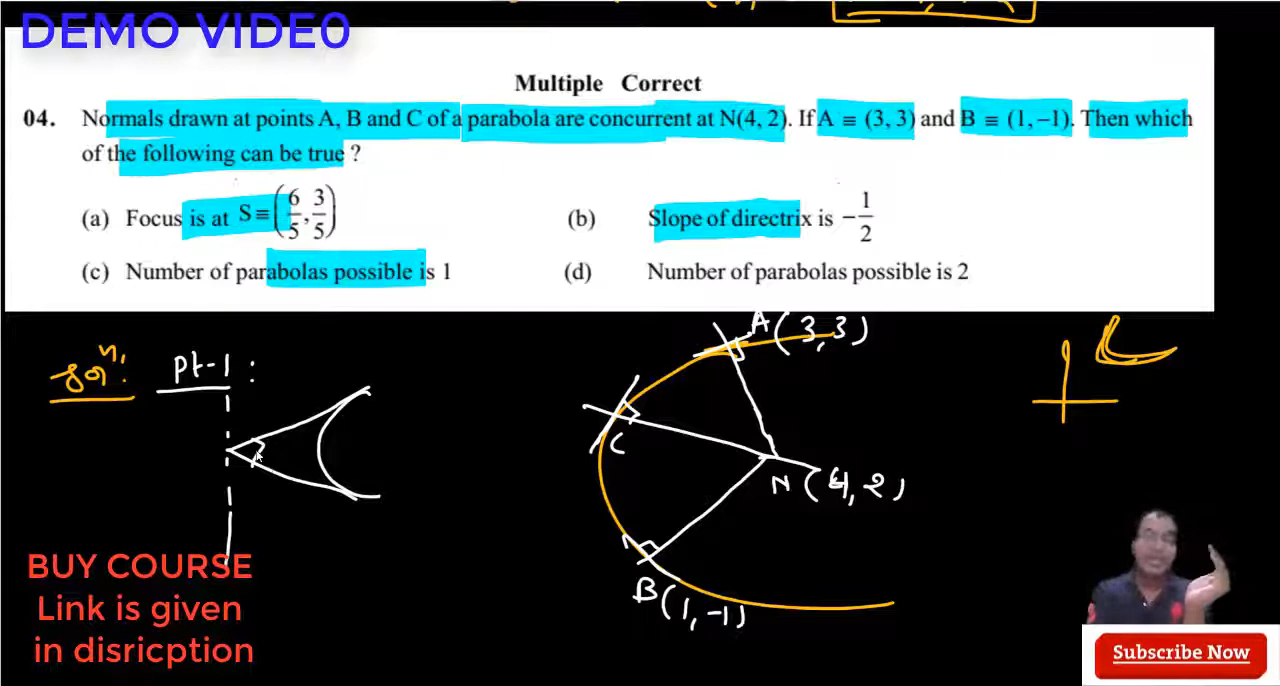 DEMO VIDE0
Multiple Correct
04. Normals drawn at points A, B and C of a parabola are concurrent at N(4, 2). If A ≡ (3, 3) and B ≡ (1, −1). Then which
of the following can be true ?
(a) Focus is at S ≡ (6/5, 3/5) (b) Slope of directrix is −1/2
(c) Number of parabolas possible is 1 (d) Number of parabolas possible is 2
Solⁿ: Pt-1 :
A(3,3)
C
N(4,2)
B(1,-1)
BUY COURSE
Link is given
in disricption
Subscribe Now